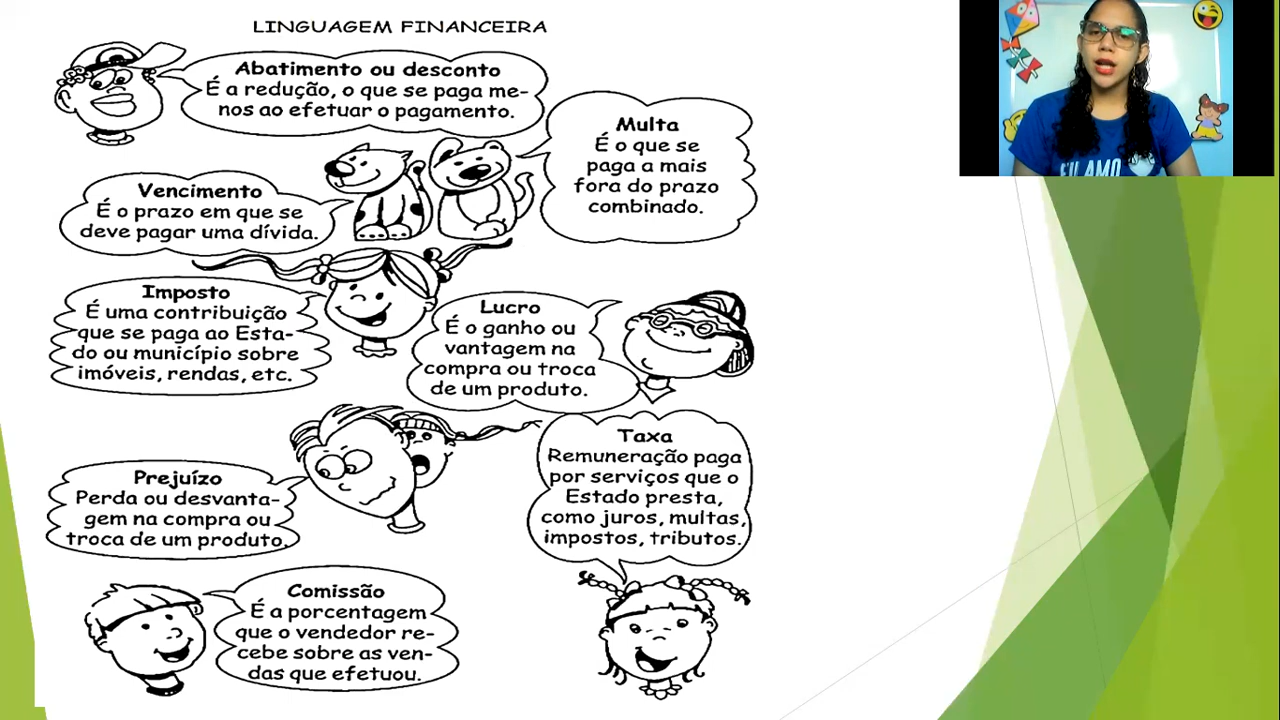 LINGUAGEM FINANCEIRA
Abatimento ou desconto
É a redução, o que se paga me-
nos ao efetuar o pagamento.
Multa
É o que se
paga a mais
fora do prazo
combinado.
Vencimento
É o prazo em que se
deve pagar uma dívida.
Imposto
É uma contribuição
que se paga ao Esta-
do ou município sobre
imóveis, rendas, etc.
Lucro
É o ganho ou
vantagem na
compra ou troca
de um produto.
Prejuízo
Perda ou desvanta-
gem na compra ou
troca de um produto.
Taxa
Remuneração paga
por serviços que o
Estado presta,
como juros, multas,
impostos, tributos.
Comissão
É a porcentagem
que o vendedor re-
cebe sobre as ven-
das que efetuou.
EU AMO